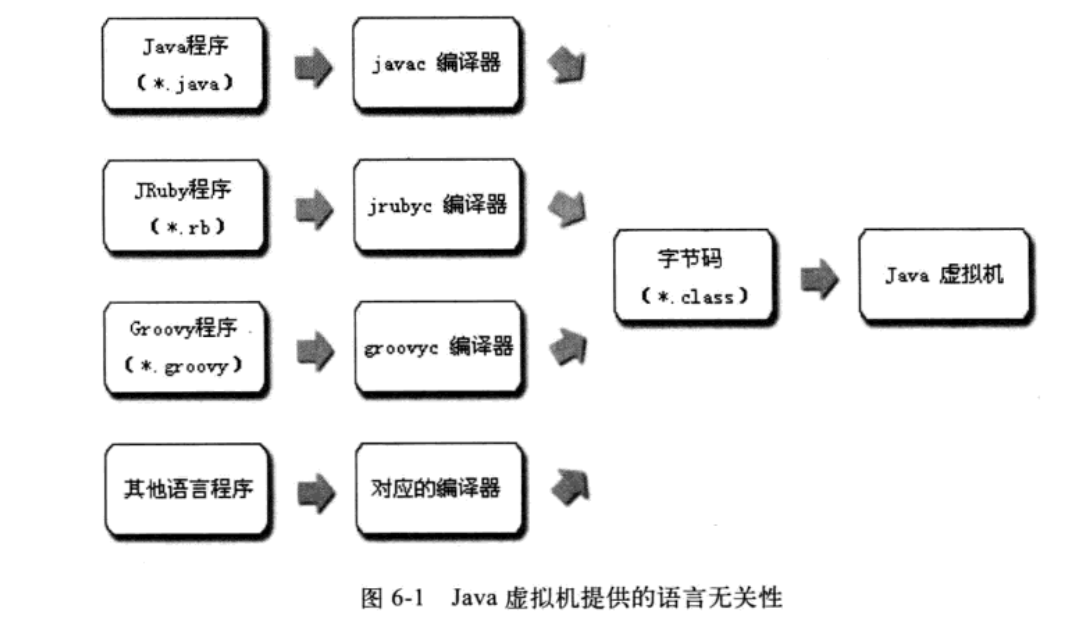 Java程序
(*.java)
javac 编译器
JRuby程序
(*.rb)
jrubyc 编译器
字节码
(*.class)
Java 虚拟机
Groovy程序
(*.groovy)
groovyc 编译器
其他语言程序
对应的编译器
图 6-1 Java 虚拟机提供的语言无关性